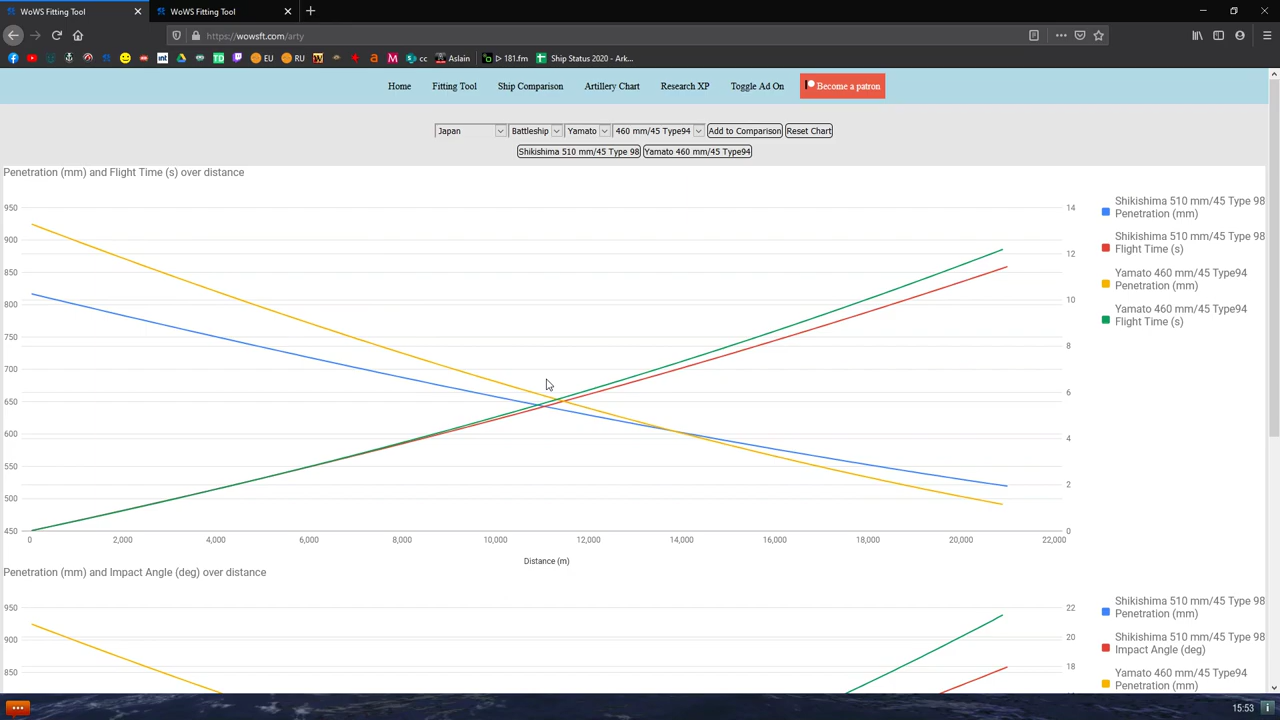 WoWS Fitting Tool
WoWS Fitting Tool
https://wowsft.com/arty
EU
RU
cc
Aslain
181.fm
Ship Status 2020 - Ark...
Home
Fitting Tool
Ship Comparison
Artillery Chart
Research XP
Toggle Ad On
Become a patron
Japan
Battleship
Yamato
460 mm/45 Type94
Add to Comparison
Reset Chart
Shikishima 510 mm/45 Type 98
Yamato 460 mm/45 Type94
Penetration (mm) and Flight Time (s) over distance
950
900
850
800
750
700
650
600
550
500
450
14
12
10
8
6
4
2
0
0
2,000
4,000
6,000
8,000
10,000
12,000
14,000
16,000
18,000
20,000
22,000
Distance (m)
Shikishima 510 mm/45 Type 98
Penetration (mm)
Shikishima 510 mm/45 Type 98
Flight Time (s)
Yamato 460 mm/45 Type94
Penetration (mm)
Yamato 460 mm/45 Type94
Flight Time (s)
Penetration (mm) and Impact Angle (deg) over distance
950
900
850
22
20
18
Shikishima 510 mm/45 Type 98
Penetration (mm)
Shikishima 510 mm/45 Type 98
Impact Angle (deg)
Yamato 460 mm/45 Type94
Penetration (mm)
15:53